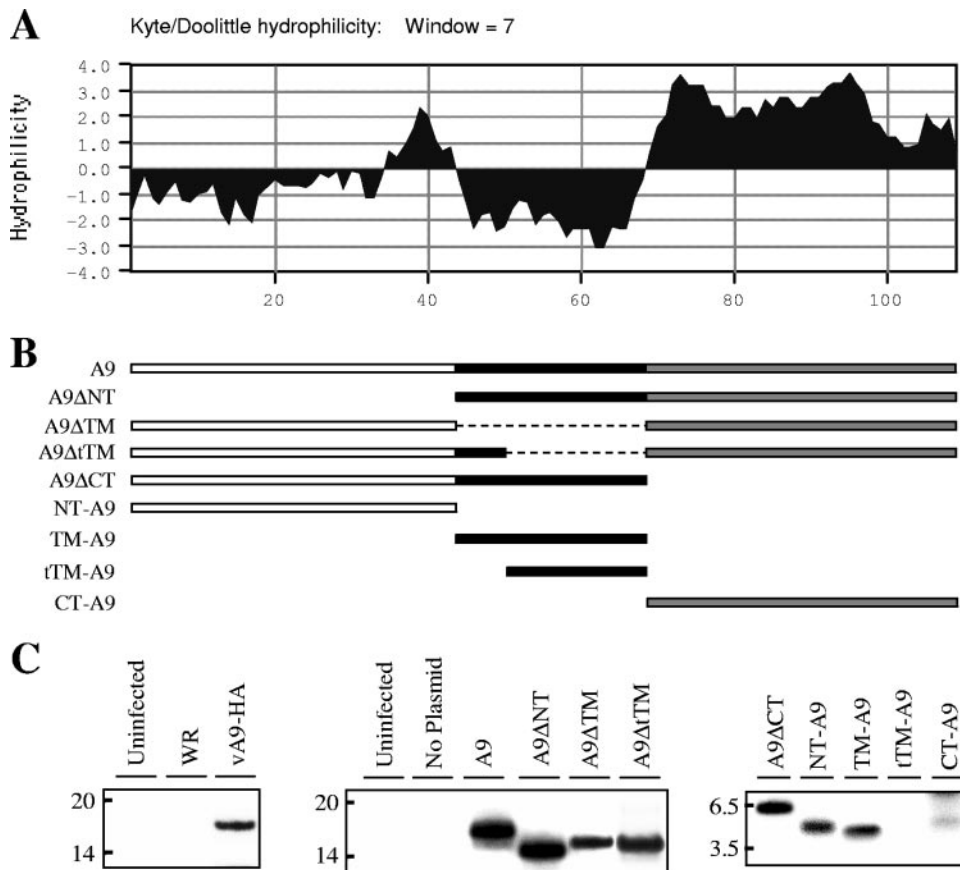 A
Kyte/Doolittle hydrophilicity: Window = 7
Hydrophilicity
4.0
3.0
2.0
1.0
0.0
-1.0
-2.0
-3.0
-4.0
20 40 60 80 100
B
A9
A9ΔNT
A9ΔTM
A9ΔtTM
A9ΔCT
NT-A9
TM-A9
tTM-A9
CT-A9
C
Uninfected WR vA9-HA
20
14
Uninfected No Plasmid A9 A9ΔNT A9ΔTM A9ΔtTM
20
14
A9ΔCT NT-A9 TM-A9 tTM-A9 CT-A9
6.5
3.5